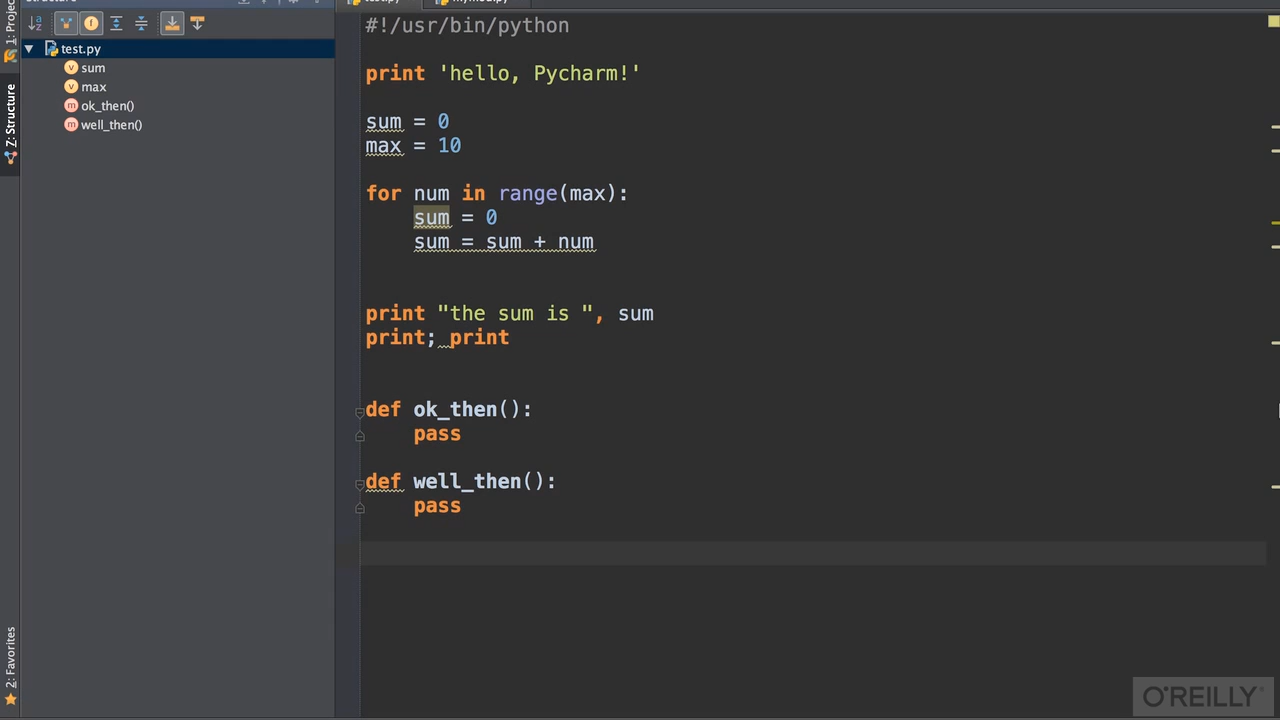 1: Project
Z: Structure
2: Favorites
test.py
sum
max
ok_then()
well_then()
#!/usr/bin/python
print 'hello, Pycharm!'
sum = 0
max = 10
for num in range(max):
sum = 0
sum = sum + num
print "the sum is ", sum
print; print
def ok_then():
pass
def well_then():
pass
O'REILLY